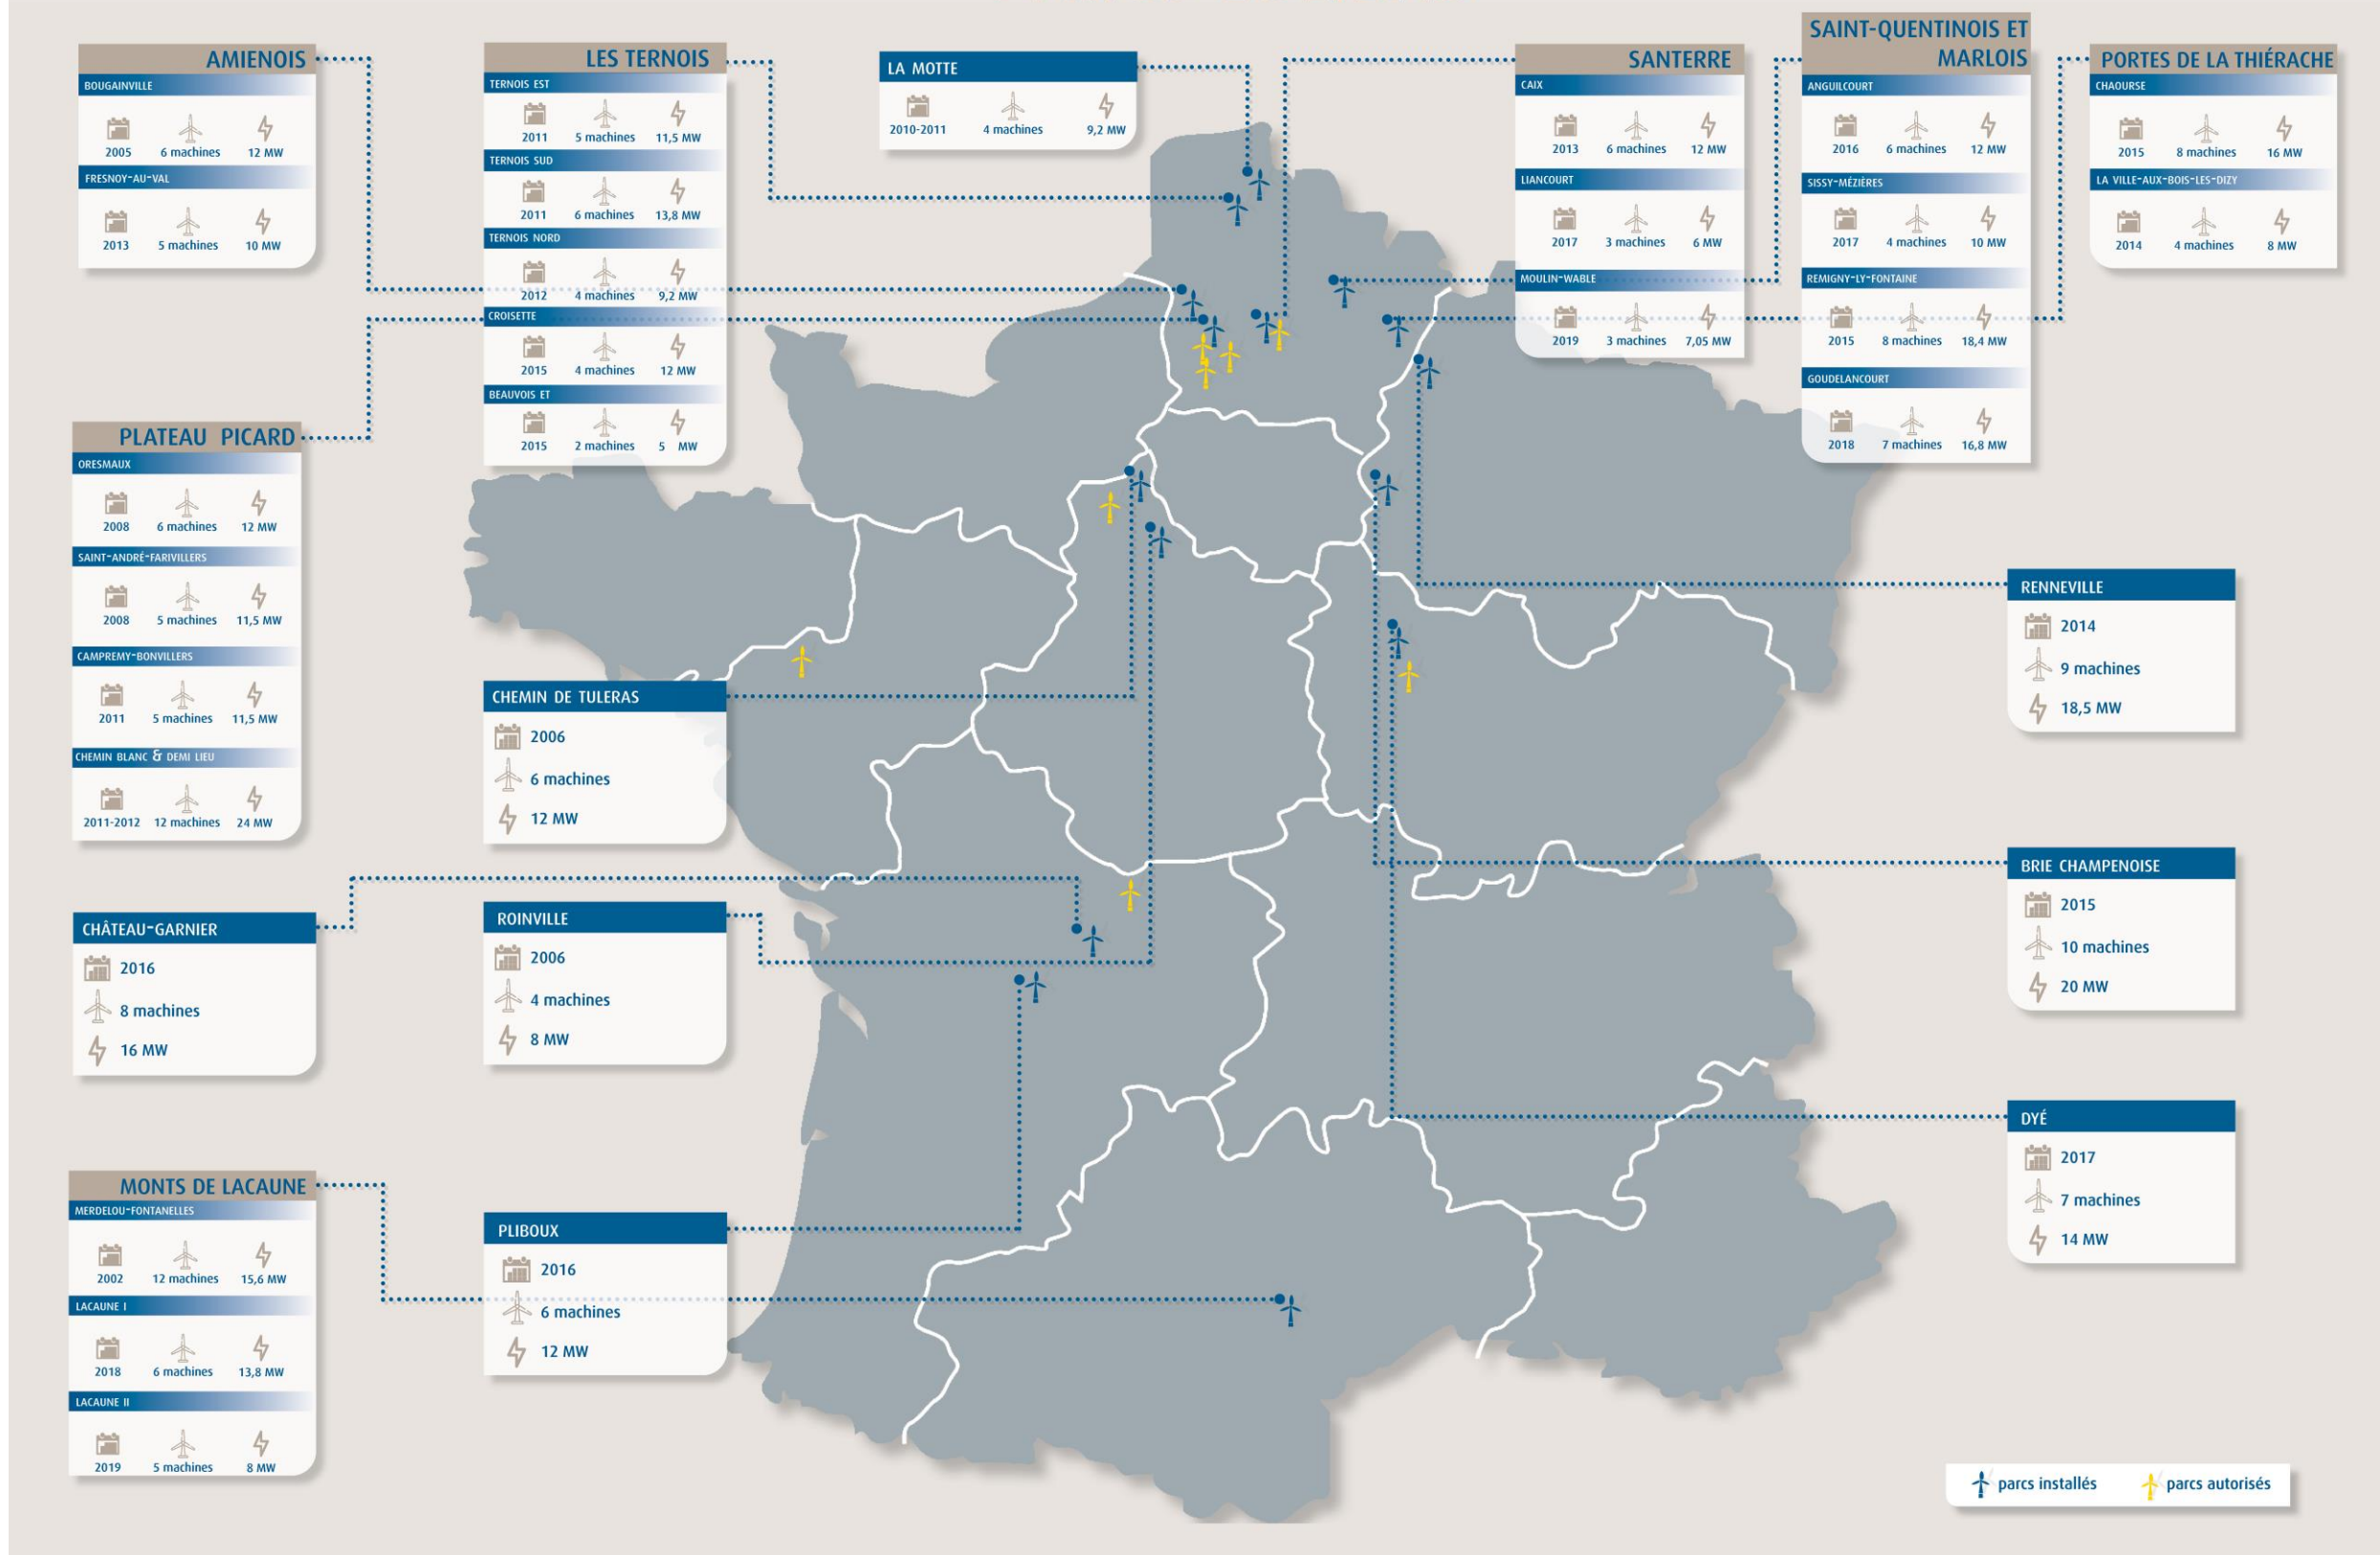 AMIENOIS
BOUGAINVILLE
2005 6 machines 12 MW
FRESNOY-AU-VAL
2013 5 machines 10 MW
LES TERNOIS
TERNOIS EST
2011 5 machines 11,5 MW
TERNOIS SUD
2011 6 machines 13,8 MW
TERNOIS NORD
2012 4 machines 9,2 MW
CROISETTE
2015 4 machines 12 MW
BEAUVOIS ET
2015 2 machines 5 MW
LA MOTTE
2010-2011 4 machines 9,2 MW
SANTERRE
CAIX
2013 6 machines 12 MW
LIANCOURT
2017 3 machines 6 MW
MOULIN-WABLE
2019 3 machines 7,05 MW
SAINT-QUENTINOIS ET
MARLOIS
ANGUILCOURT
2016 6 machines 12 MW
SISSY-MÉZIÈRES
2017 4 machines 10 MW
REMIGNY-LY-FONTAINE
2015 8 machines 18,4 MW
GOUDELANCOURT
2018 7 machines 16,8 MW
PORTES DE LA THIÉRACHE
CHAOURSE
2015 8 machines 16 MW
LA VILLE-AUX-BOIS-LES-DIZY
2014 4 machines 8 MW
PLATEAU PICARD
ORESMAUX
2008 6 machines 12 MW
SAINT-ANDRÉ-FARIVILLERS
2008 5 machines 11,5 MW
CAMPREMY-BONVILLERS
2011 5 machines 11,5 MW
CHEMIN BLANC & DEMI LIEU
2011-2012 12 machines 24 MW
CHEMIN DE TULERAS
2006
6 machines
12 MW
RENNEVILLE
2014
9 machines
18,5 MW
CHÂTEAU-GARNIER
2016
8 machines
16 MW
ROINVILLE
2006
4 machines
8 MW
BRIE CHAMPENOISE
2015
10 machines
20 MW
MONTS DE LACAUNE
MERDELOU-FONTANELLES
2002 12 machines 15,6 MW
LACAUNE I
2018 6 machines 13,8 MW
LACAUNE II
2019 5 machines 8 MW
PLIBOUX
2016
6 machines
12 MW
DYÉ
2017
7 machines
14 MW
parcs installés parcs autorisés